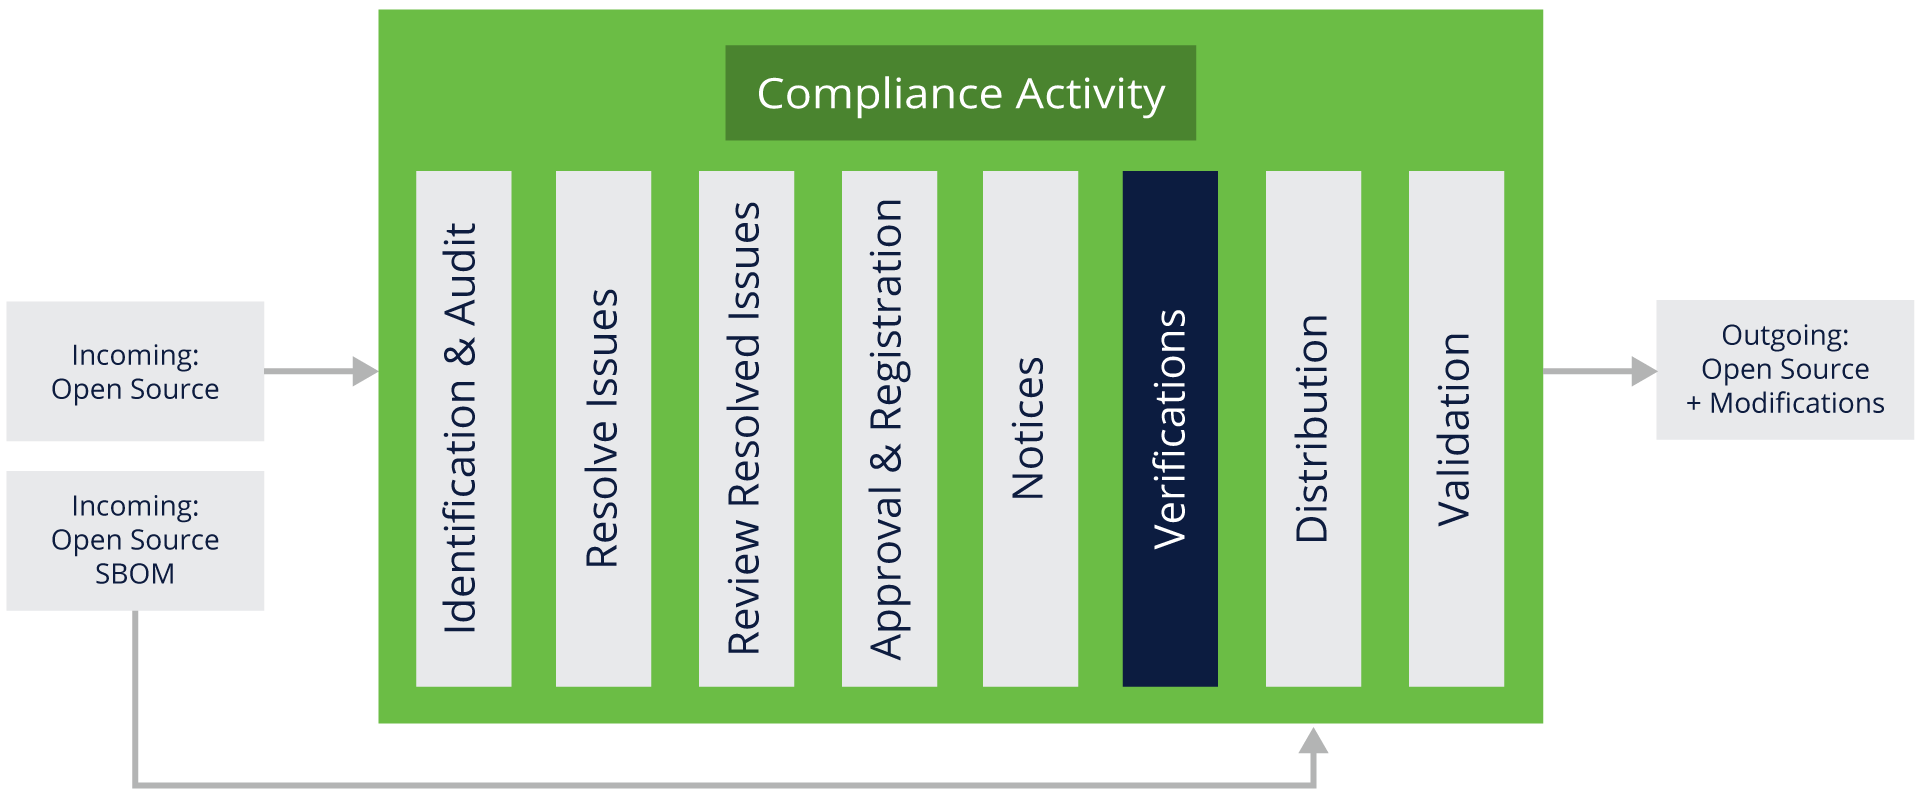 Compliance Activity
Incoming:
Open Source
Incoming:
Open Source
SBOM
Identification & Audit
Resolve Issues
Review Resolved Issues
Approval & Registration
Notices
Verifications
Distribution
Validation
Outgoing:
Open Source
+ Modifications